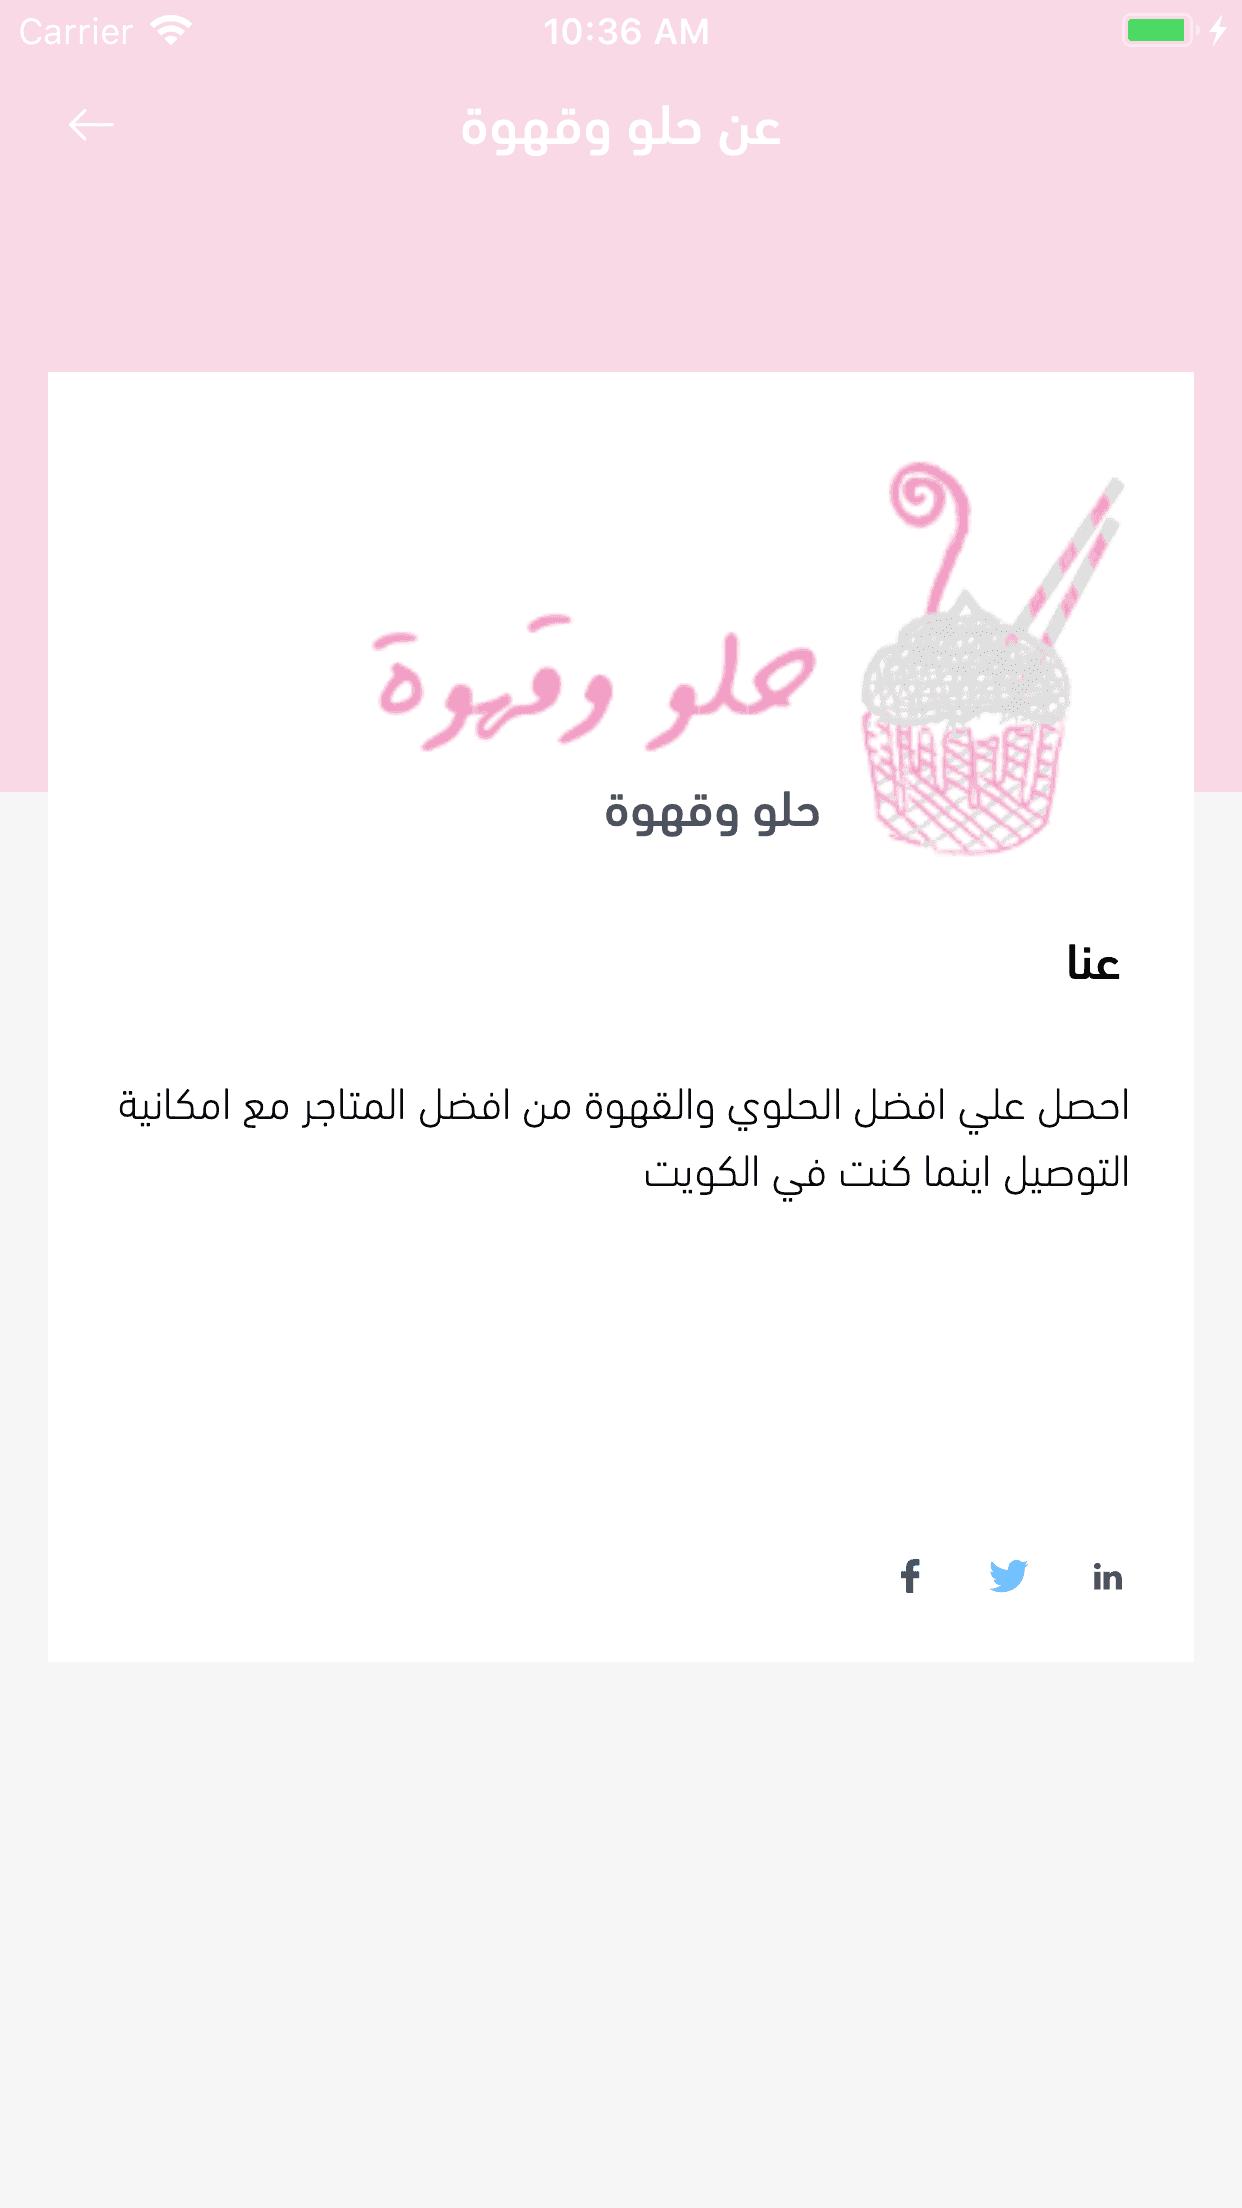 Carrier 10:36 AM
عن حلو وقهوة
حلو وقهوة
حلو وقهوة
عنا
احصل علي افضل الحلوي والقهوة من افضل المتاجر مع امكانية
التوصيل اينما كنت في الكويت